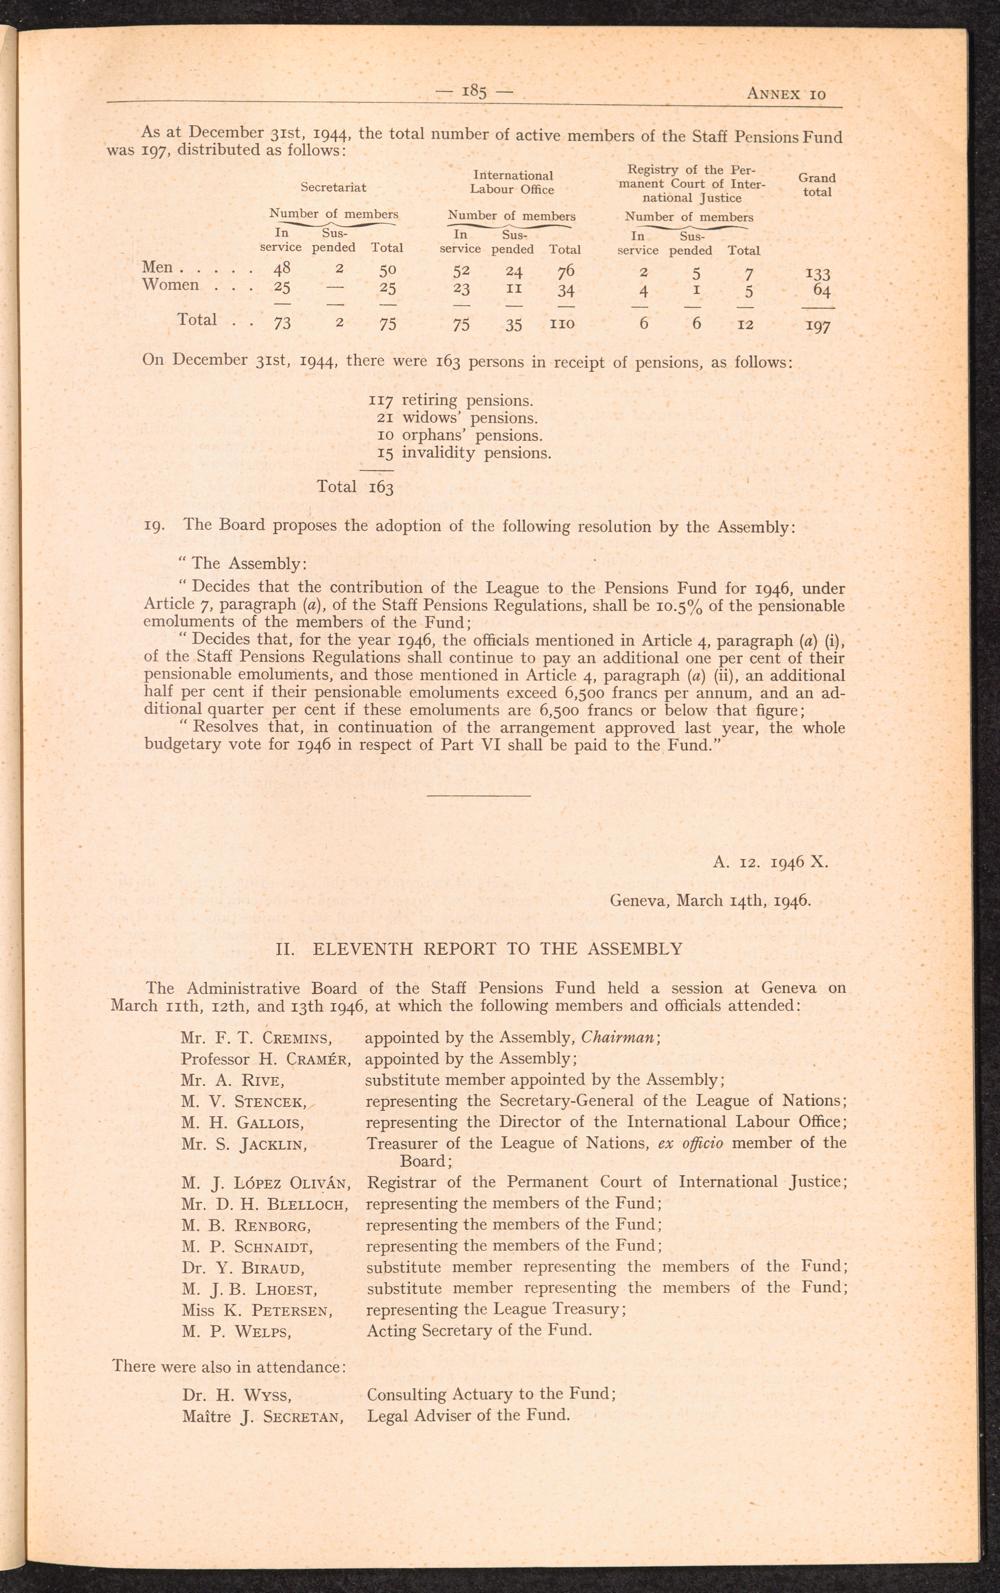 — 185 —
ANNEX 10
As at December 31st, 1944, the total number of active members of the Staff Pensions Fund
was 197, distributed as follows:
Secretariat
International
Labour Office
Registry of the Per-
manent Court of Inter-
national Justice
Grand
total
Number of members Number of members Number of members
In Sus- In Sus- In Sus-
service pended Total service pended Total service pended Total
Men . . . . . 48 2 50 52 24 76 2 5 7 133
Women . . . 25 — 25 23 11 34 4 1 5 64
Total . . 73 2 75 75 35 110 6 6 12 197
On December 31st, 1944, there were 163 persons in receipt of pensions, as follows:
117 retiring pensions.
21 widows' pensions.
10 orphans' pensions.
15 invalidity pensions.
Total 163
19. The Board proposes the adoption of the following resolution by the Assembly:
“ The Assembly:
“ Decides that the contribution of the League to the Pensions Fund for 1946, under
Article 7, paragraph (a), of the Staff Pensions Regulations, shall be 10.5% of the pensionable
emoluments of the members of the Fund;
“ Decides that, for the year 1946, the officials mentioned in Article 4, paragraph (a) (i),
of the Staff Pensions Regulations shall continue to pay an additional one per cent of their
pensionable emoluments, and those mentioned in Article 4, paragraph (a) (ii), an additional
half per cent if their pensionable emoluments exceed 6,500 francs per annum, and an ad-
ditional quarter per cent if these emoluments are 6,500 francs or below that figure;
“ Resolves that, in continuation of the arrangement approved last year, the whole
budgetary vote for 1946 in respect of Part VI shall be paid to the Fund.”
A. 12. 1946 X.
Geneva, March 14th, 1946.
II. ELEVENTH REPORT TO THE ASSEMBLY
The Administrative Board of the Staff Pensions Fund held a session at Geneva on
March 11th, 12th, and 13th 1946, at which the following members and officials attended:
Mr. F. T. CREMINS, appointed by the Assembly, Chairman;
Professor H. CRAMÉR, appointed by the Assembly;
Mr. A. RIVE, substitute member appointed by the Assembly;
M. V. STENCEK, representing the Secretary-General of the League of Nations;
M. H. GALLOIS, representing the Director of the International Labour Office;
Mr. S. JACKLIN, Treasurer of the League of Nations, ex officio member of the
Board;
M. J. LÓPEZ OLIVÁN, Registrar of the Permanent Court of International Justice;
Mr. D. H. BLELLOCH, representing the members of the Fund;
M. B. RENBORG, representing the members of the Fund;
M. P. SCHNAIDT, representing the members of the Fund;
Dr. Y. BIRAUD, substitute member representing the members of the Fund;
M. J. B. LHOEST, substitute member representing the members of the Fund;
Miss K. PETERSEN, representing the League Treasury;
M. P. WELPS, Acting Secretary of the Fund.
There were also in attendance:
Dr. H. WYSS, Consulting Actuary to the Fund;
Maître J. SECRETAN, Legal Adviser of the Fund.